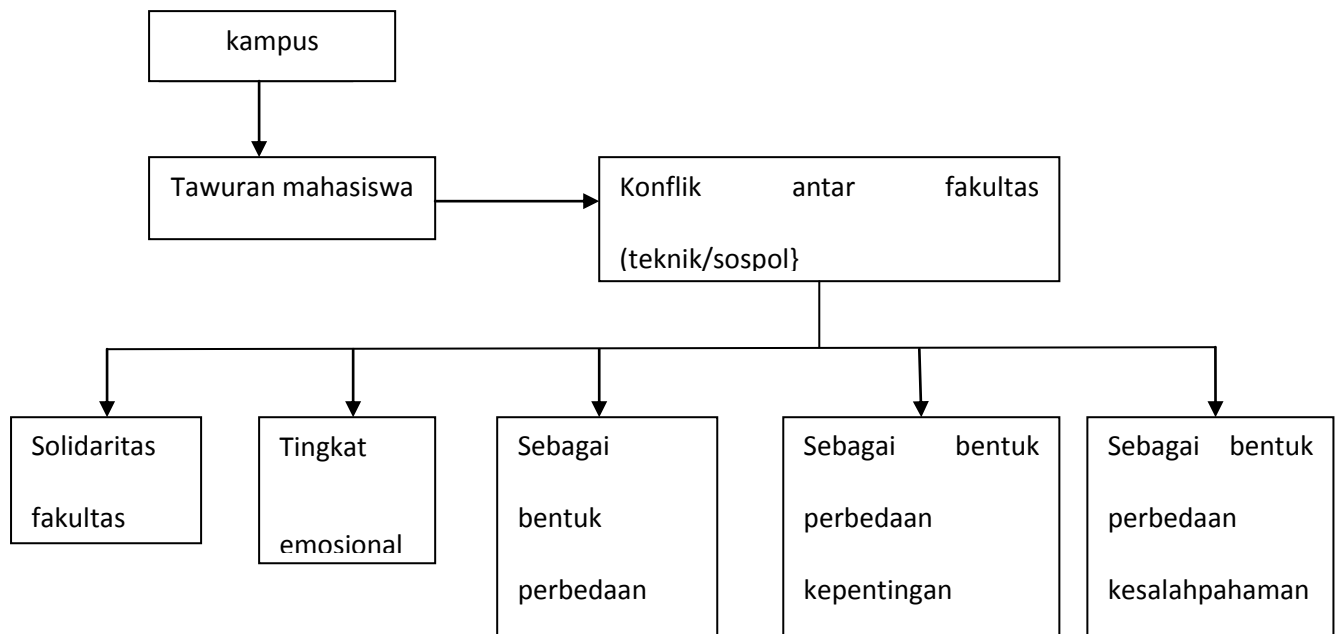 kampus
Tawuran mahasiswa
Konflik antar fakultas
(teknik/sospol}
Solidaritas
fakultas
Tingkat
emosional
Sebagai
bentuk
perbedaan
Sebagai bentuk
perbedaan
kepentingan
Sebagai bentuk
perbedaan
kesalahpahaman